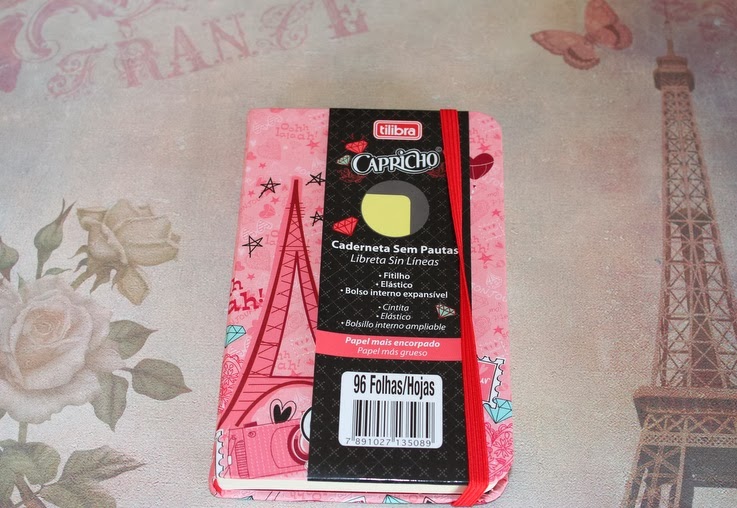 FRANCE
tilibra
CAPRICHO
Caderneta Sem Pautas
Libreta Sin Líneas
• Fitilho
• Elástico
• Bolso interno expansível
• Cintita
• Elástico
• Bolsillo interno ampliable
Papel mais encorpado
Papel más grueso
96 Folhas/Hojas
7 891027 135089